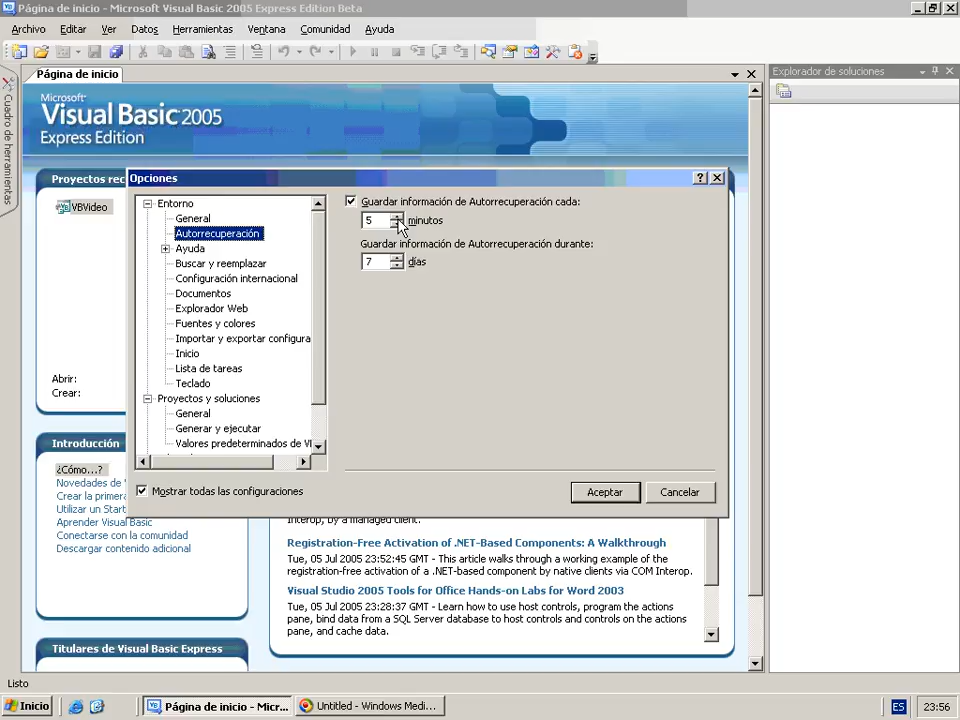 Página de inicio - Microsoft Visual Basic 2005 Express Edition Beta
Archivo Editar Ver Datos Herramientas Ventana Comunidad Ayuda
Página de inicio
Explorador de soluciones
Cuadro de herramientas
Microsoft
Visual Basic 2005
Express Edition
Proyectos rec
VBVideo
Abrir:
Crear:
Opciones
Entorno
General
Autorrecuperación
Ayuda
Buscar y reemplazar
Configuración internacional
Documentos
Explorador Web
Fuentes y colores
Importar y exportar configura
Inicio
Lista de tareas
Teclado
Proyectos y soluciones
General
Generar y ejecutar
Valores predeterminados de VI
Guardar información de Autorrecuperación cada:
5 minutos
Guardar información de Autorrecuperación durante:
7 días
Mostrar todas las configuraciones
Aceptar Cancelar
Introducción
¿Cómo...?
Novedades de
Crear la primera
Utilizar un Start
Aprender Visual Basic
Conectarse con la comunidad
Descargar contenido adicional
Interop, by a managed client.
Registration-Free Activation of .NET-Based Components: A Walkthrough
Tue, 05 Jul 2005 23:52:45 GMT - This article walks through a working example of the
registration-free activation of a .NET-based component by native clients via COM Interop.
Visual Studio 2005 Tools for Office Hands-on Labs for Word 2003
Tue, 05 Jul 2005 23:28:37 GMT - Learn how to use host controls, program the actions
pane, bind data from a SQL Server database to host controls and controls on the actions
pane, and cache data.
Titulares de Visual Basic Express
Listo
Inicio Página de inicio - Micr... Untitled - Windows Medi... ES 23:56